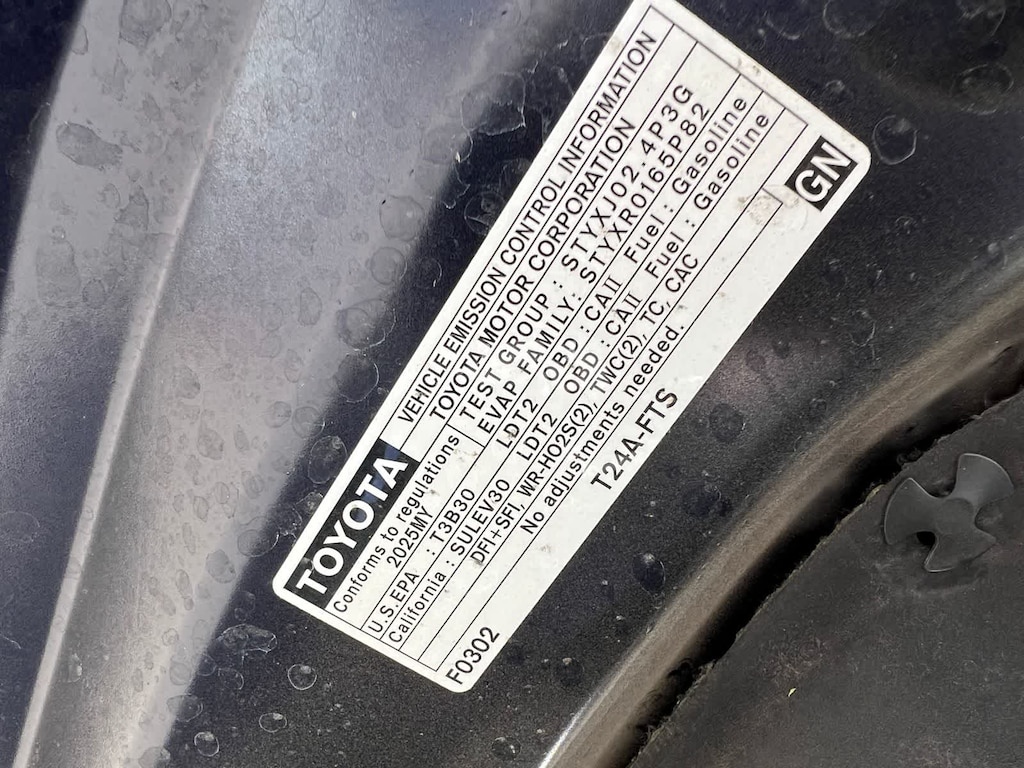 TOYOTA VEHICLE EMISSION CONTROL INFORMATION
Conforms to regulations TOYOTA MOTOR CORPORATION
2025MY TEST GROUP : STYXJ02.4P3G
EVAP FAMILY: STYXR0165P82
U.S.EPA : T3B30 LDT2 OBD : CAII Fuel : Gasoline
California : SULEV30 LDT2 OBD : CAII Fuel : Gasoline
DFI+SFI, WR-HO2S(2), TWC(2), TC, CAC
No adjustments needed.
GN
F0302 T24A-FTS